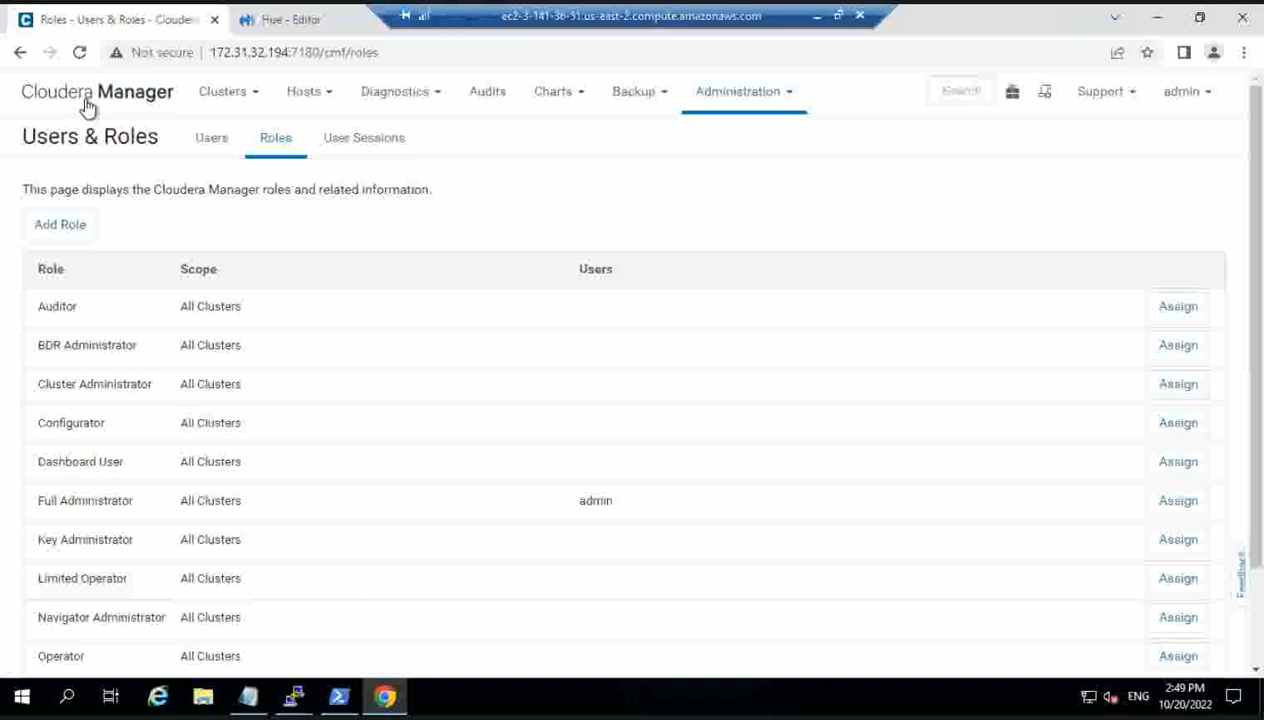 Roles - Users & Roles - Cloudera
Hue - Editor
ec2-3-141-36-51.us-east-2.compute.amazonaws.com
Not secure 172.31.32.194:7180/cmf/roles
Cloudera Manager Clusters Hosts Diagnostics Audits Charts Backup Administration Search Support admin
Users & Roles Users Roles User Sessions
This page displays the Cloudera Manager roles and related information.
Add Role
Role Scope Users
Auditor All Clusters Assign
BDR Administrator All Clusters Assign
Cluster Administrator All Clusters Assign
Configurator All Clusters Assign
Dashboard User All Clusters Assign
Full Administrator All Clusters admin Assign
Key Administrator All Clusters Assign
Feedback
Limited Operator All Clusters Assign
Navigator Administrator All Clusters Assign
Operator All Clusters Assign
ENG
2:49 PM
10/20/2022